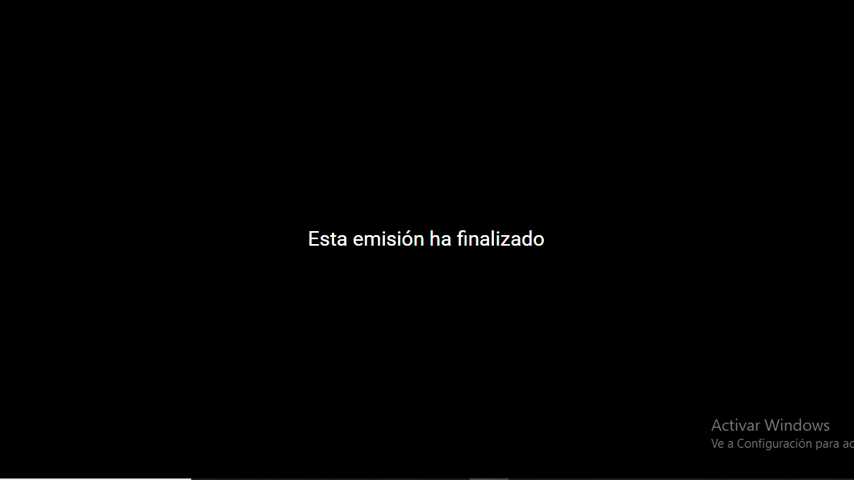 Esta emisión ha finalizado
Activar Windows
Ve a Configuración para